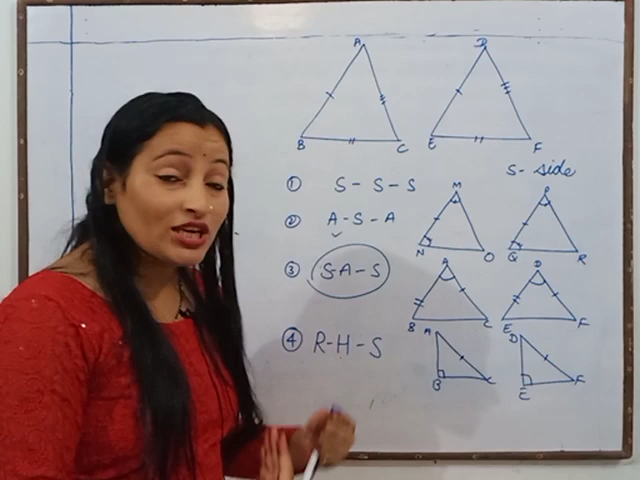 A D
B C E F
S - side
① S - S - S
M P
② A - S - A
N O Q R
③ S-A-S
A D
B C E F
④ R-H-S
A D
B C E F